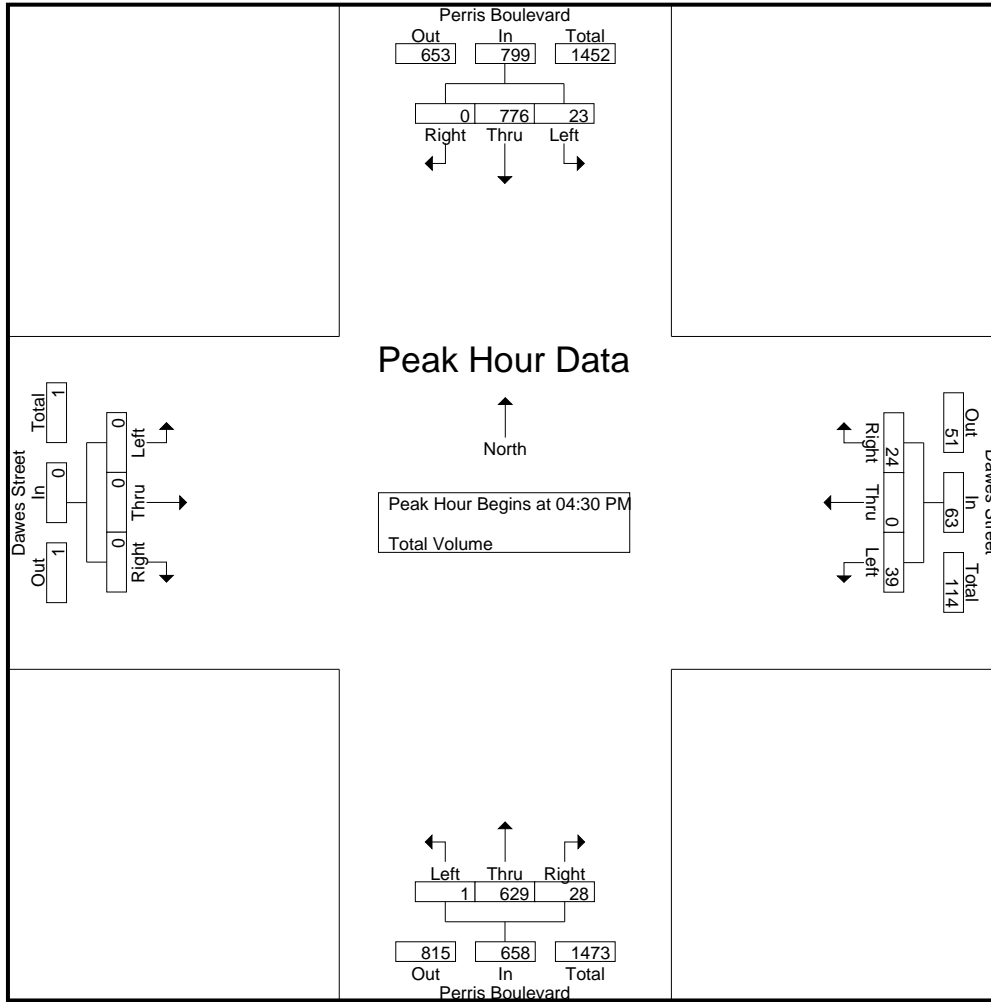 Perris Boulevard
Out In Total
653 799 1452
0 776 23
Right Thru Left
Peak Hour Data
North
Peak Hour Begins at 04:30 PM
Total Volume
Dawes Street
Total In Out
1 0 1
0 0 0
Left Thru Right
Right Thru Left
24 0 39
51 63 114
Out In Total
Dawes Street
Left Thru Right
1 629 28
815 658 1473
Out In Total
Perris Boulevard